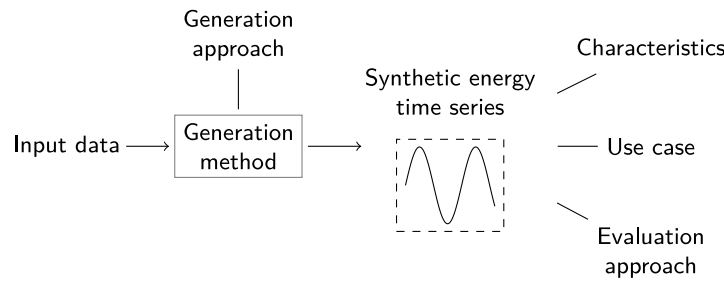 Generation
approach
Input data
Generation
method
Synthetic energy
time series
Characteristics
Use case
Evaluation
approach